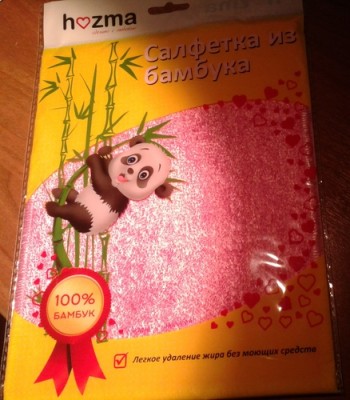 hozma
Салфетка из
бамбука
100%
БАМБУК
Легкое удаление жира без моющих средств